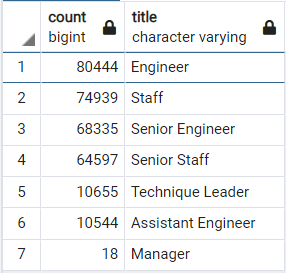 count title
bigint character varying
1 80444 Engineer
2 74939 Staff
3 68335 Senior Engineer
4 64597 Senior Staff
5 10655 Technique Leader
6 10544 Assistant Engineer
7 18 Manager